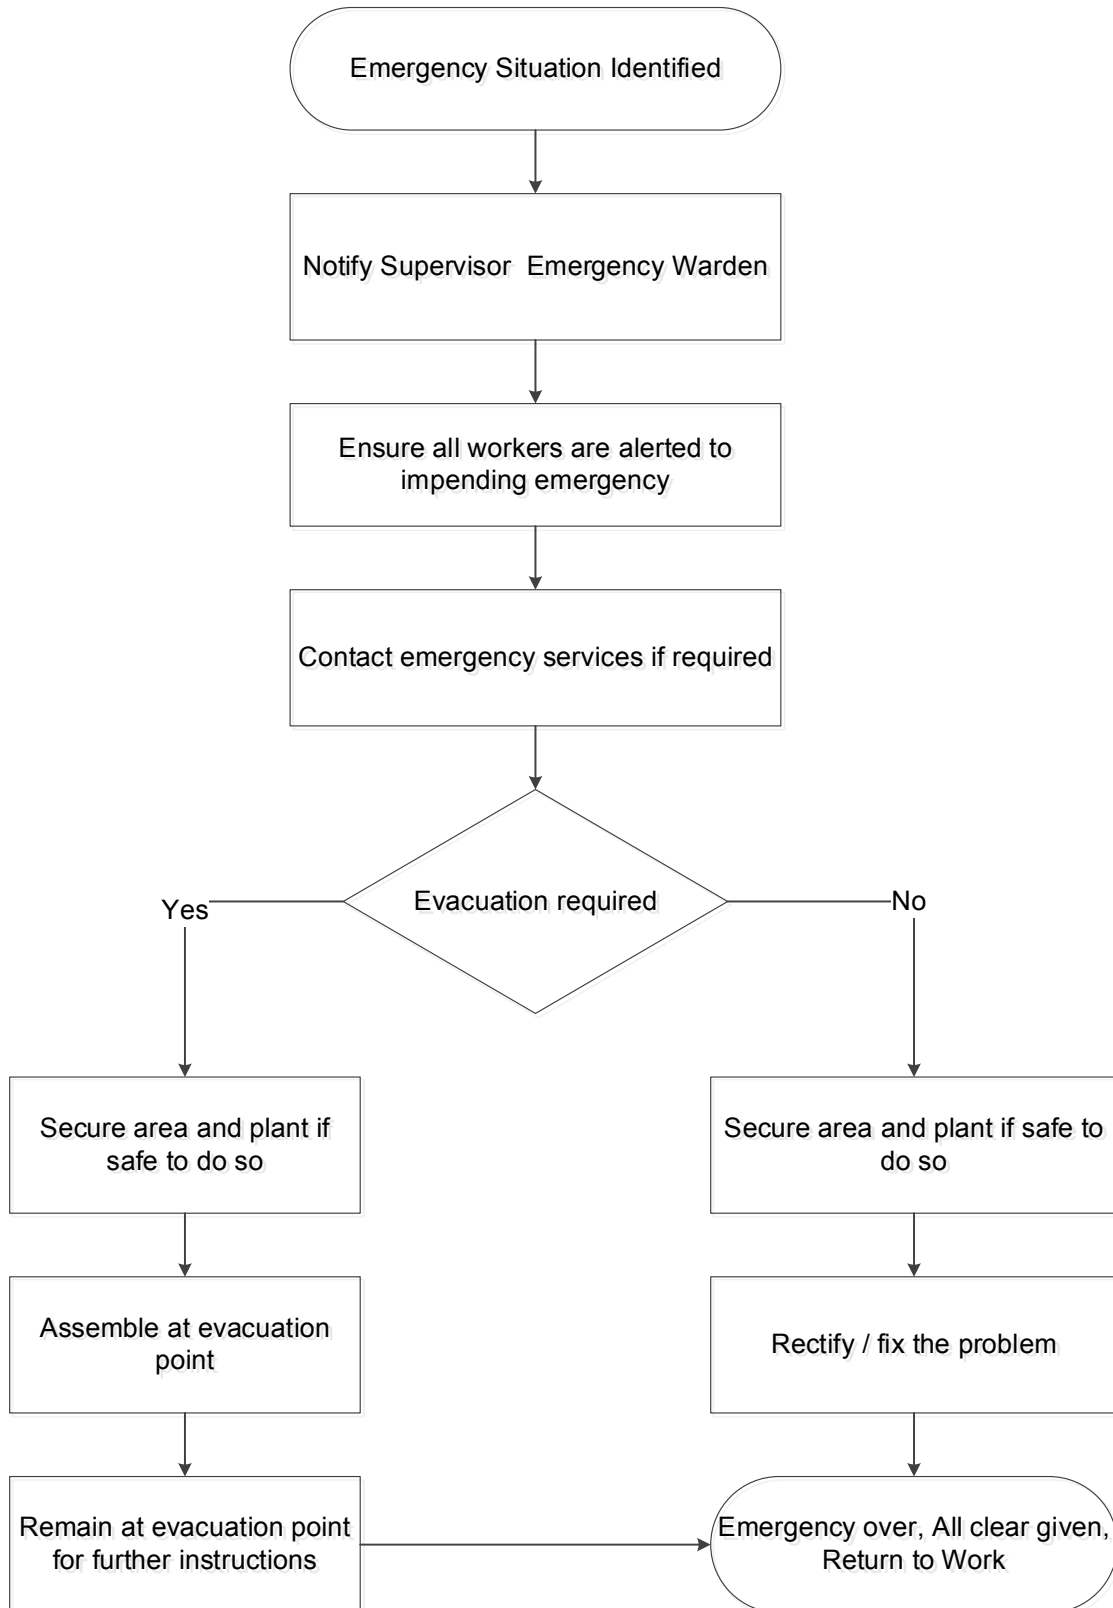 Emergency Situation Identified
Notify Supervisor  Emergency Warden
Ensure all workers are alerted to
impending emergency
Contact emergency services if required
Evacuation required
Yes
No
Secure area and plant if
safe to do so
Secure area and plant if safe to
do so
Assemble at evacuation
point
Rectify / fix the problem
Remain at evacuation point
for further instructions
Emergency over, All clear given,
Return to Work